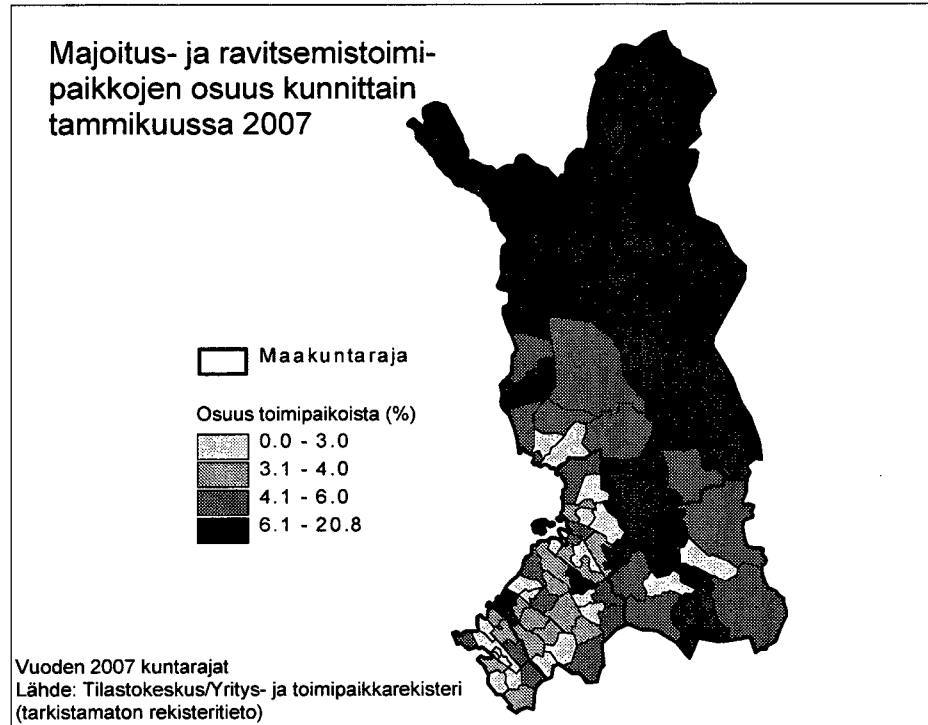 Majoitus- ja ravitsemistoimi-
paikkojen osuus kunnittain
tammikuussa 2007
Maakuntaraja
Osuus toimipaikoista (%)
0.0 - 3.0
3.1 - 4.0
4.1 - 6.0
6.1 - 20.8
Vuoden 2007 kuntarajat
Lähde: Tilastokeskus/Yritys- ja toimipaikkarekisteri
(tarkistamaton rekisteritieto)